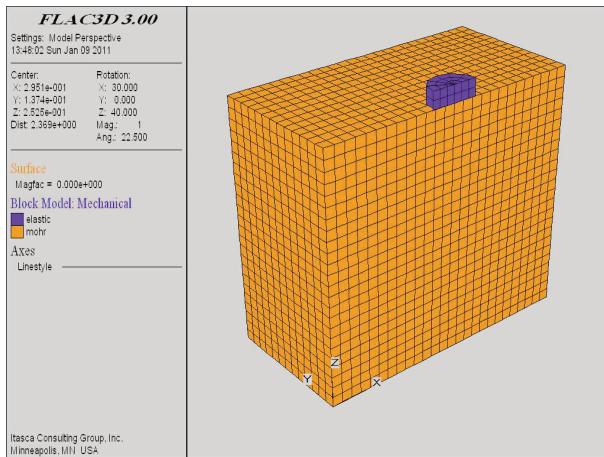 FLAC3D 3.00
Settings: Model Perspective
13:48:02 Sun Jan 09 2011
Center: Rotation:
X: 2.951e-001 X: 30.000
Y: 1.374e-001 Y: 0.000
Z: 2.525e-001 Z: 40.000
Dist: 2.369e+000 Mag.: 1
Ang.: 22.500
Surface
Magfac = 0.000e+000
Block Model: Mechanical
elastic
mohr
Axes
Linestyle
Z
Y X
Itasca Consulting Group, Inc.
Minneapolis, MN USA